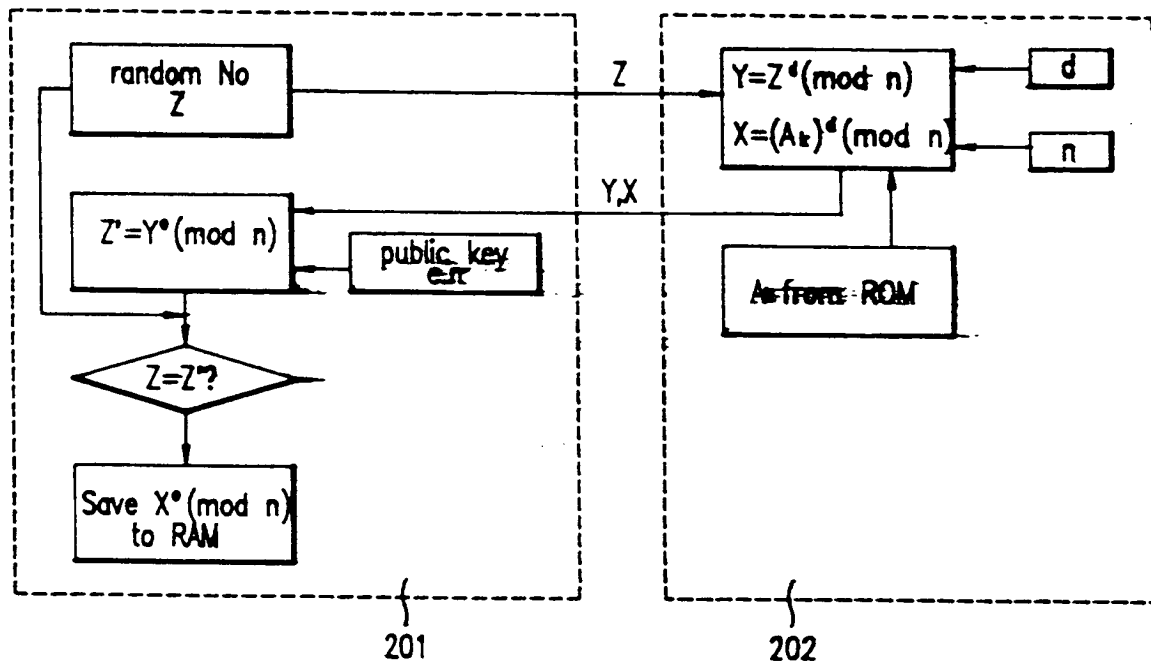 random No
Z
Z
Y=Z^d (mod n)
X=(A_k)^d (mod n)
d
n
Y,X
Z'=Y^e (mod n)
public key
e.n
from ROM
Z=Z'?
Save X^e (mod n)
to RAM
201
202